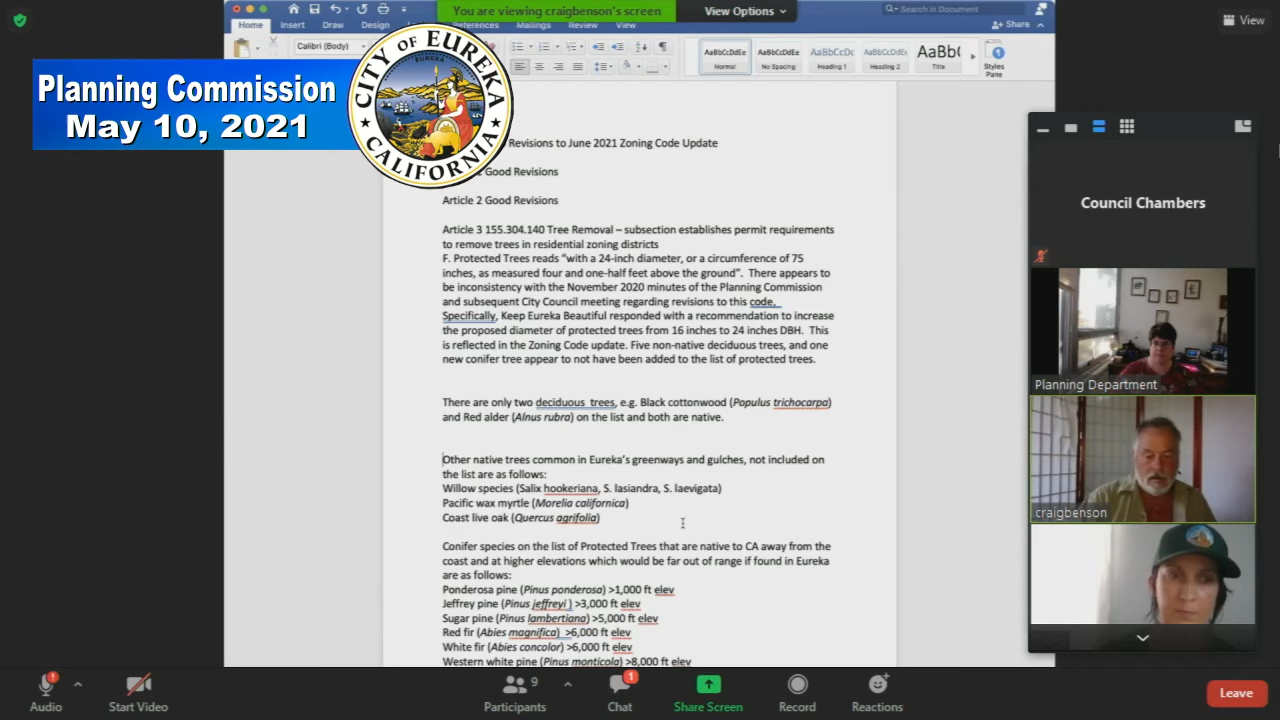 You are viewing craigbenson's screen
View Options
Search in Document
View
Home
Insert
Draw
Design
References
Mailings
Review
View
Share
Planning Commission
May 10, 2021
CITY OF EUREKA
EUREKA
CALIFORNIA
Calibri (Body)
AaBbCcDdEe
Normal
AaBbCcDdEe
No Spacing
AaBbCcDc
Heading 1
AaBbCcDdEe
Heading 2
AaBb(
Title
Styles
Pane
Revisions to June 2021 Zoning Code Update
Good Revisions
Article 2 Good Revisions
Article 3 155.304.140 Tree Removal – subsection establishes permit requirements
to remove trees in residential zoning districts
F. Protected Trees reads “with a 24-inch diameter, or a circumference of 75
inches, as measured four and one-half feet above the ground”. There appears to
be inconsistency with the November 2020 minutes of the Planning Commission
and subsequent City Council meeting regarding revisions to this code.
Specifically, Keep Eureka Beautiful responded with a recommendation to increase
the proposed diameter of protected trees from 16 inches to 24 inches DBH. This
is reflected in the Zoning Code update. Five non-native deciduous trees, and one
new conifer tree appear to not have been added to the list of protected trees.
There are only two deciduous trees, e.g. Black cottonwood (Populus trichocarpa)
and Red alder (Alnus rubra) on the list and both are native.
Other native trees common in Eureka’s greenways and gulches, not included on
the list are as follows:
Willow species (Salix hookeriana, S. lasiandra, S. laevigata)
Pacific wax myrtle (Morelia californica)
Coast live oak (Quercus agrifolia)
Conifer species on the list of Protected Trees that are native to CA away from the
coast and at higher elevations which would be far out of range if found in Eureka
are as follows:
Ponderosa pine (Pinus ponderosa) >1,000 ft elev
Jeffrey pine (Pinus jeffreyi ) >3,000 ft elev
Sugar pine (Pinus lambertiana) >5,000 ft elev
Red fir (Abies magnifica) >6,000 ft elev
White fir (Abies concolor) >6,000 ft elev
Western white pine (Pinus monticola) >8,000 ft elev
Council Chambers
Planning Department
craigbenson
Audio
Start Video
9
Participants
1
Chat
Share Screen
Record
Reactions
Leave